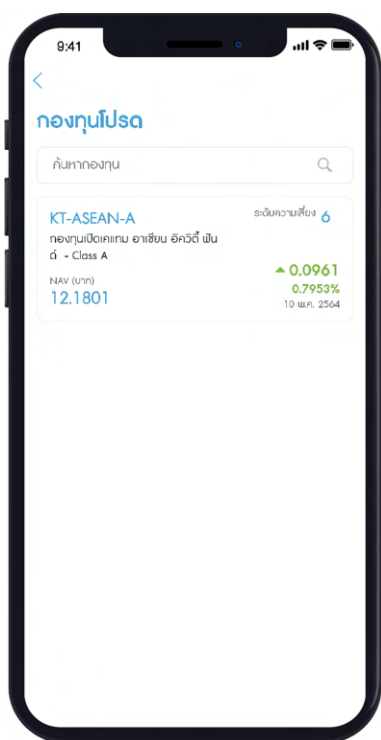 9:41
กองทุนโปรด
ค้นหากองทุน
KT-ASEAN-A
ระดับความเสี่ยง 6
กองทุนเปิดเคแทม อาเซียน อิควิตี้ ฟัน
ด์ - Class A
▲ 0.0961
NAV (บาท)
0.7953%
12.1801
10 พ.ค. 2564